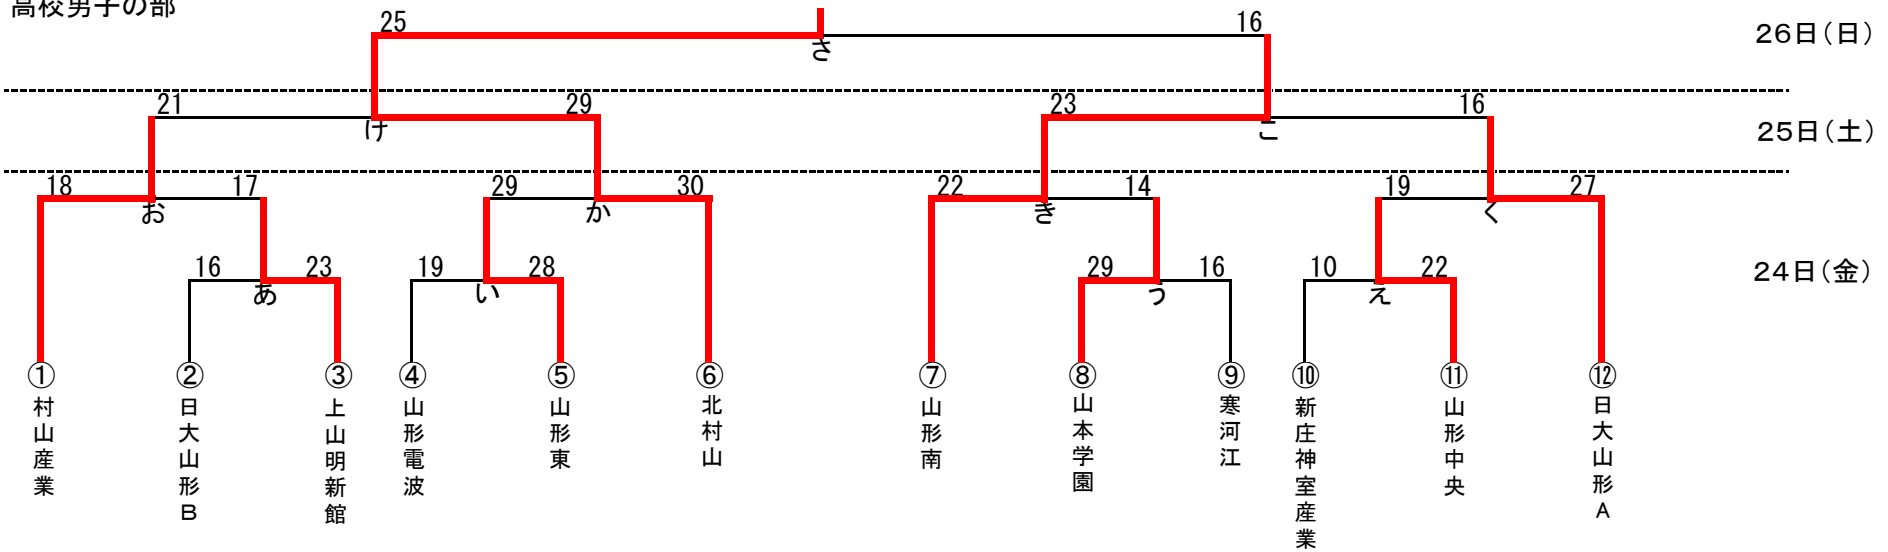 高校男子の部
25
16
26日(日)
さ
21
29
23
16
け
こ
25日(土)
18
17
29
30
22
14
19
27
お
か
き
く
16
23
19
28
29
16
10
22
24日(金)
あ
い
う
え
①
②
③
④
⑤
⑥
⑦
⑧
⑨
⑩
⑪
⑫
村山産業
日大山形B
上山明新館
山形電波
山形東
北村山
山形南
山本学園
寒河江
新庄神室産業
山形中央
日大山形A